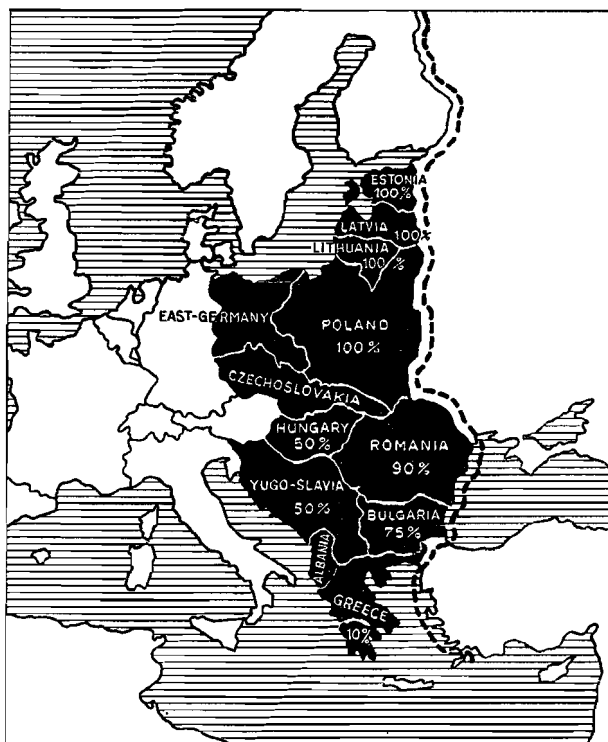 ESTONIA
100%
LATVIA
100%
LITHUANIA
100%
EAST-GERMANY
POLAND
100%
CZECHOSLOVAKIA
HUNGARY
50%
ROMANIA
90%
YUGO-SLAVIA
50%
BULGARIA
75%
ALBANIA
GREECE
10%